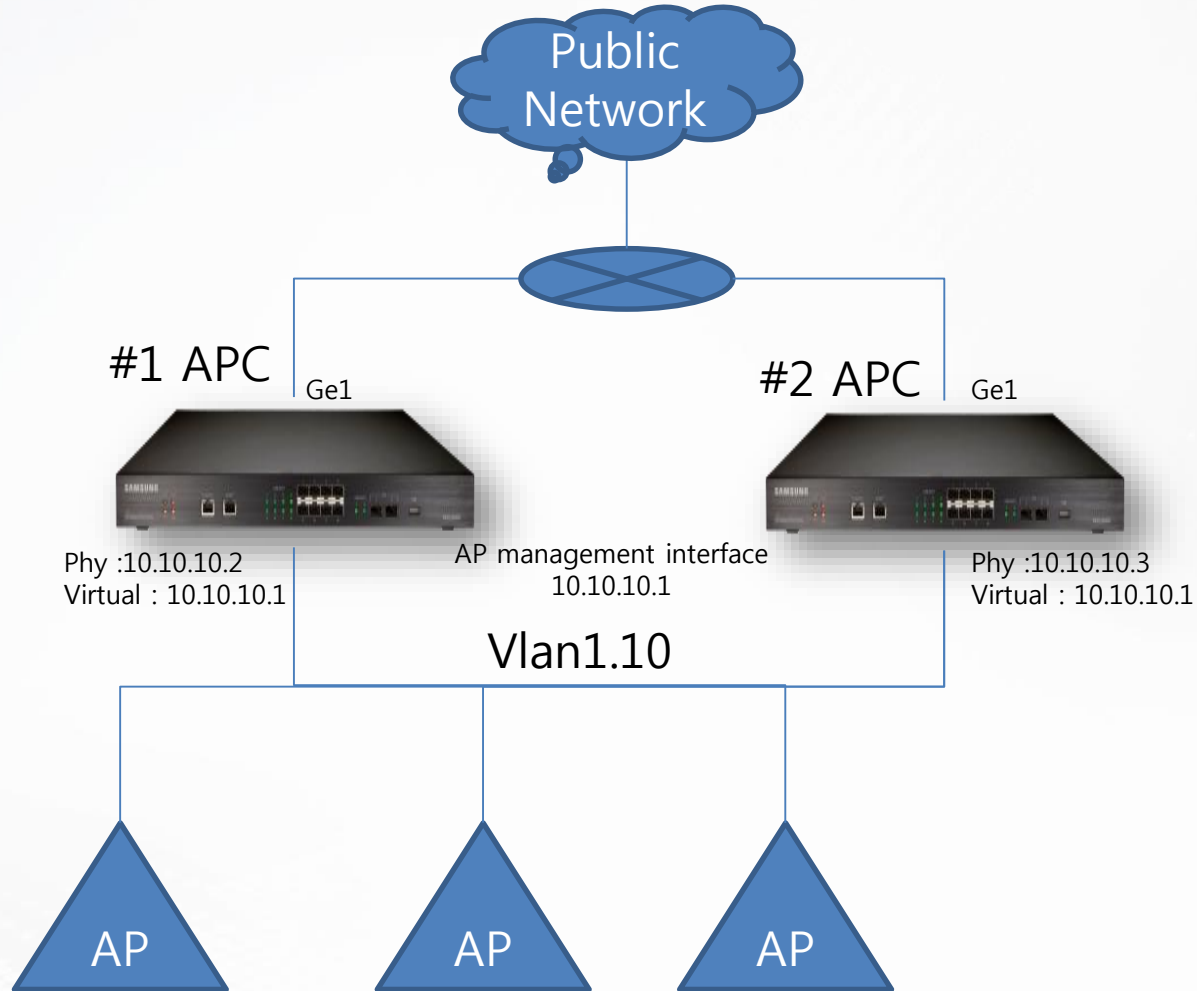 Public
Network
#1 APC
Ge1
#2 APC
Ge1
SAMSUNG
SAMSUNG
Phy :10.10.10.2
Virtual : 10.10.10.1
AP management interface
10.10.10.1
Phy :10.10.10.3
Virtual : 10.10.10.1
Vlan1.10
AP
AP
AP